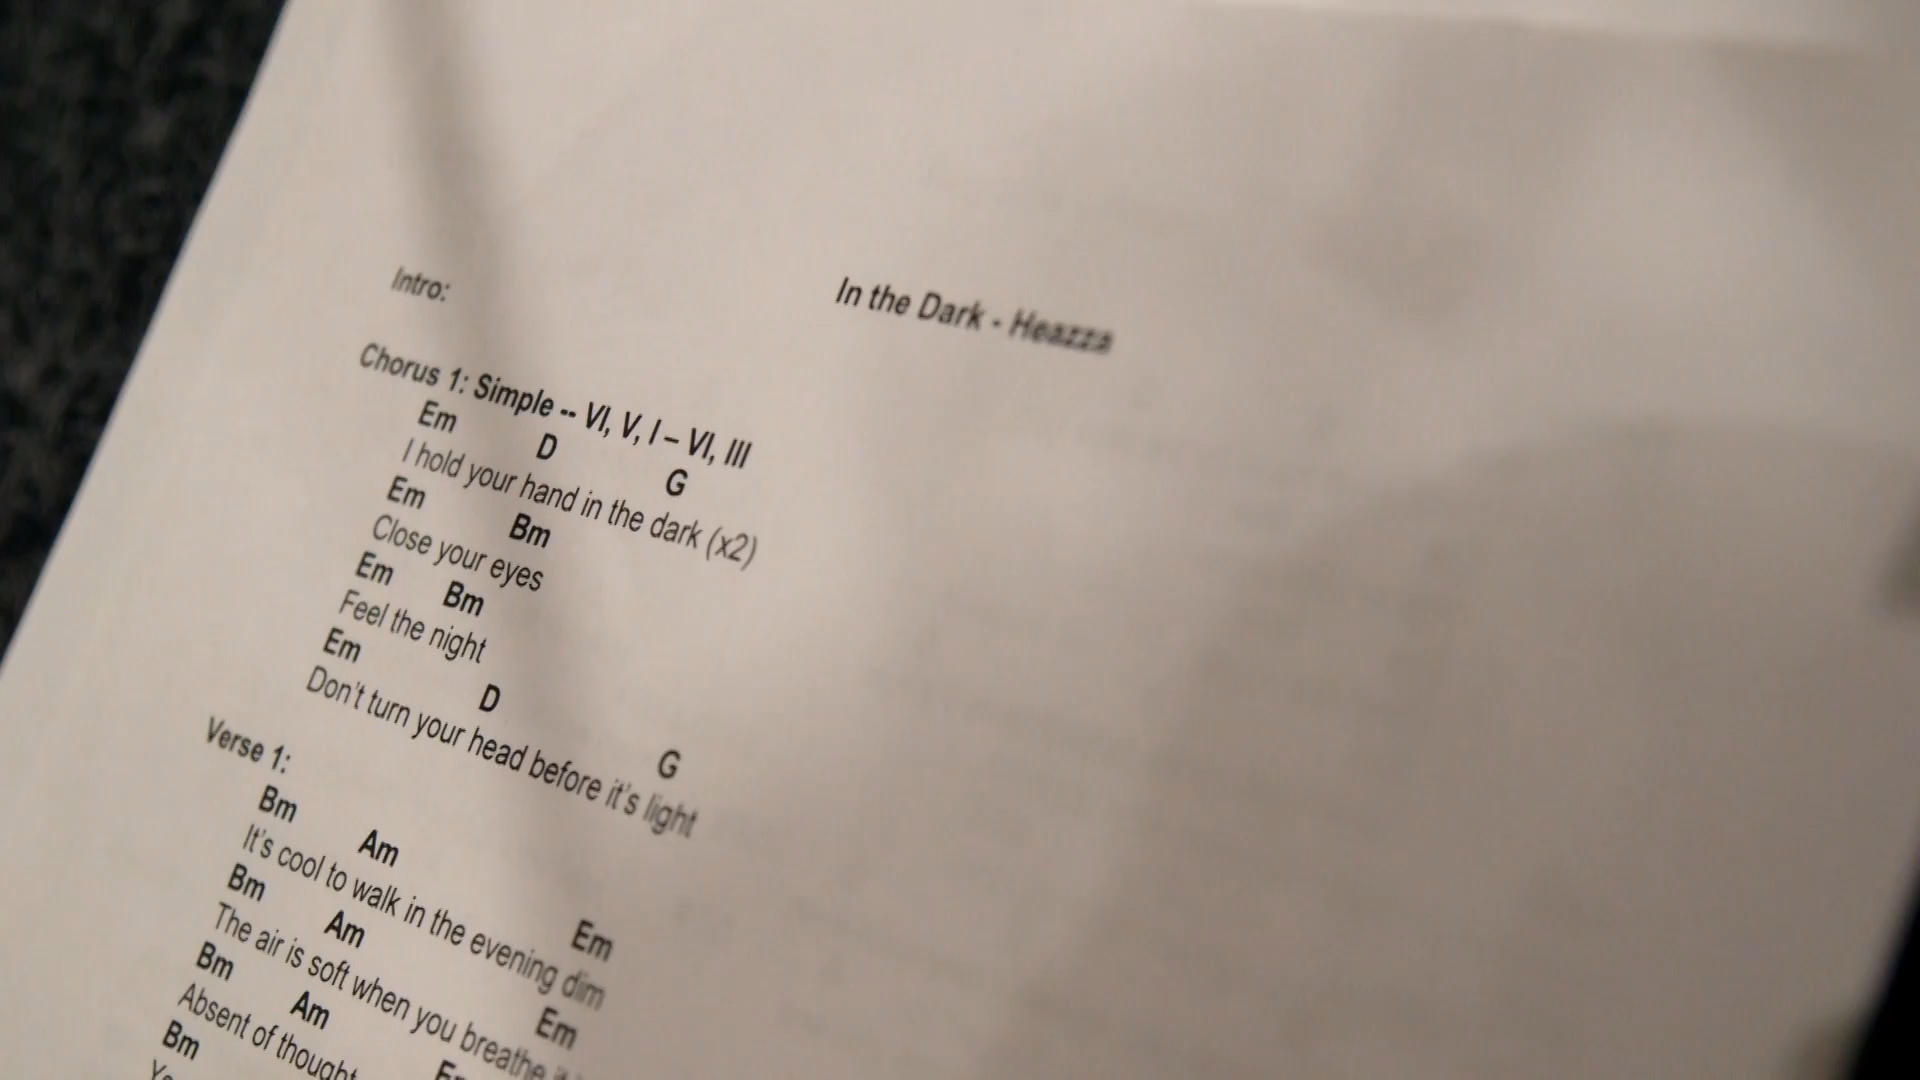 In the Dark - Heazza
Intro:
Chorus 1: Simple -- VI, V, I – VI, III
Em D G
I hold your hand in the dark (x2)
Em Bm
Close your eyes
Em Bm
Feel the night
Em D G
Don't turn your head before it's light
Verse 1:
Bm Am Em
It's cool to walk in the evening dim
Bm Am Em
The air is soft when you breathe
Bm Am
Absent of thought
Bm